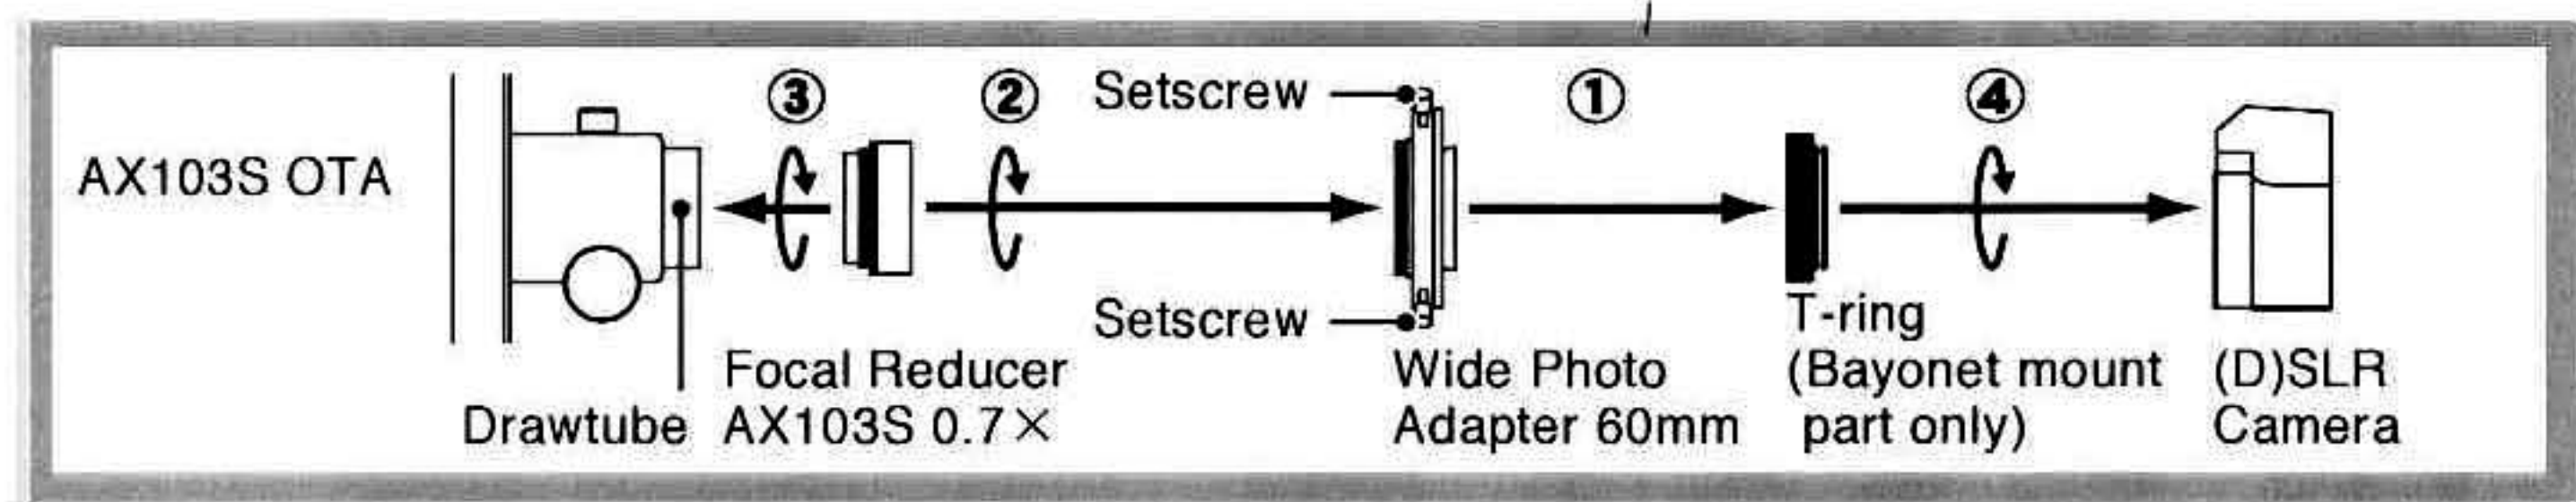 ③
②
Setscrew
①
④
AX103S OTA
Setscrew
Drawtube
Focal Reducer
AX103S 0.7×
Wide Photo
Adapter 60mm
T-ring
(Bayonet mount
part only)
(D)SLR
Camera